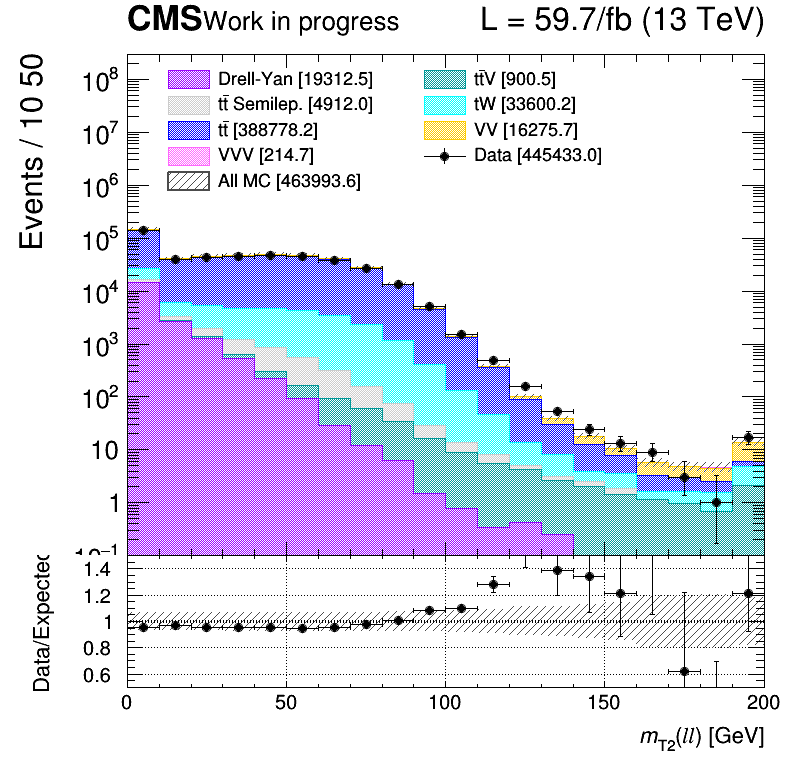 CMS Work in progress L = 59.7/fb (13 TeV)
Events / 10 50
10⁸
10⁷
10⁶
10⁵
10⁴
10³
10²
10
1
10⁻¹
Drell-Yan [19312.5]
tt̄ Semilep. [4912.0]
tt̄ [388778.2]
VVV [214.7]
All MC [463993.6]
tt̄V [900.5]
tW [33600.2]
VV [16275.7]
Data [445433.0]
Data/Expected
1.4
1.2
1
0.8
0.6
0 50 100 150 200
m_T2(ll) [GeV]